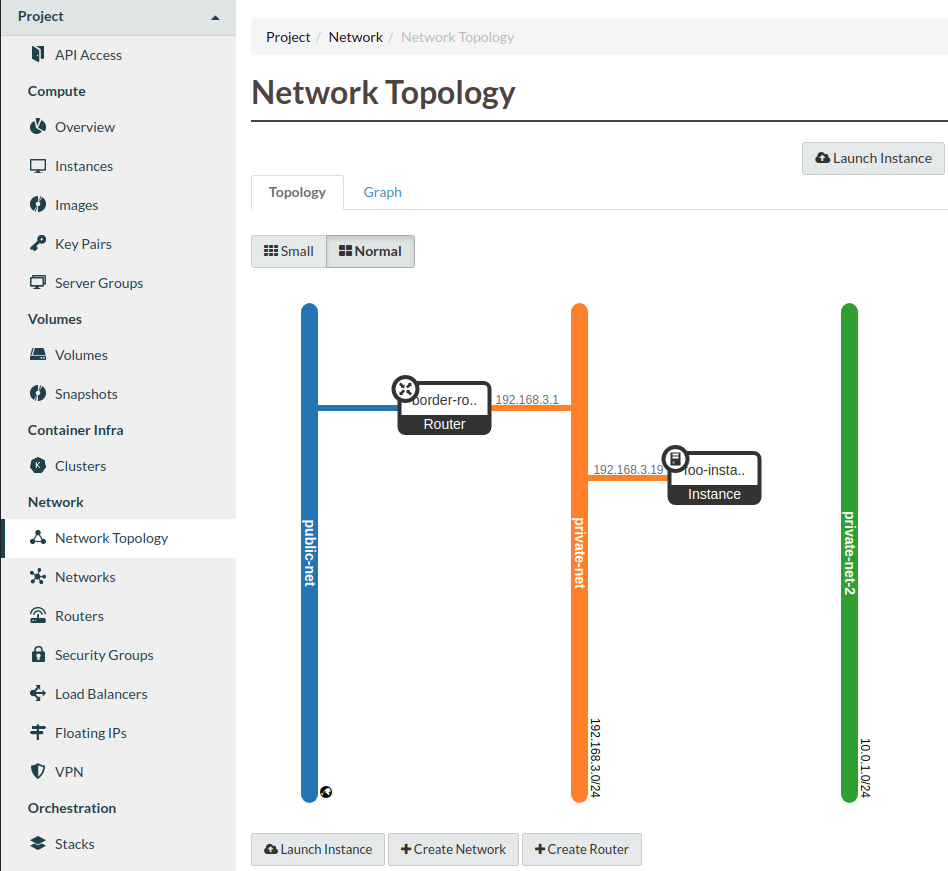 Project
API Access
Compute
Overview
Instances
Images
Key Pairs
Server Groups
Volumes
Volumes
Snapshots
Container Infra
Clusters
Network
Network Topology
Networks
Routers
Security Groups
Load Balancers
Floating IPs
VPN
Orchestration
Stacks
Project / Network / Network Topology
Network Topology
Launch Instance
Topology Graph
Small Normal
border-ro..
Router
192.168.3.1
192.168.3.19
foo-insta..
Instance
public-net
private-net
192.168.3.0/24
private-net-2
10.0.1.0/24
Launch Instance Create Network Create Router